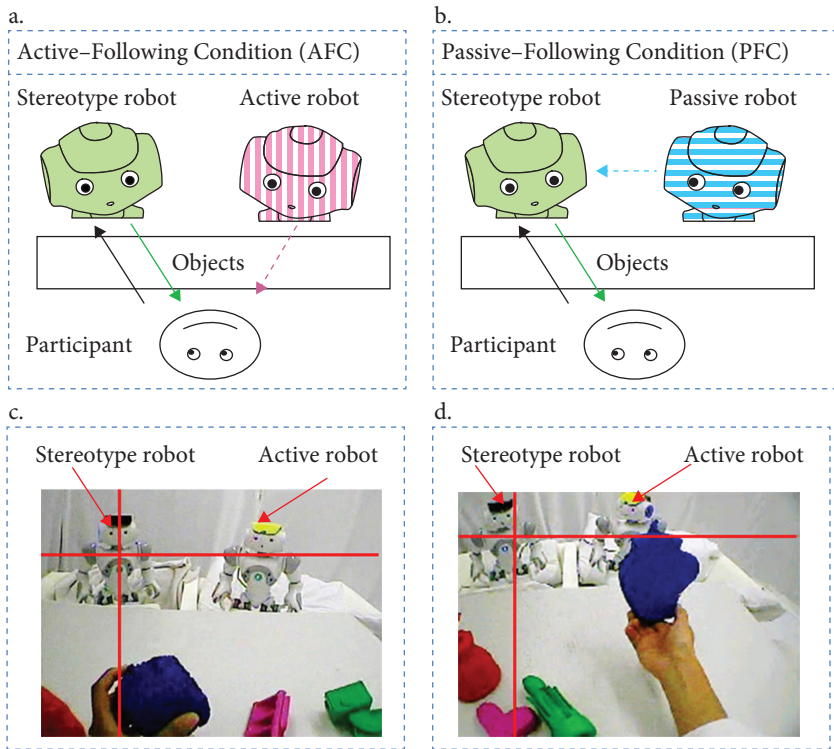 a.
Active–Following Condition (AFC)
Stereotype robot Active robot
Objects
Participant
b.
Passive–Following Condition (PFC)
Stereotype robot Passive robot
Objects
Participant
c.
Stereotype robot Active robot
d.
Stereotype robot Active robot